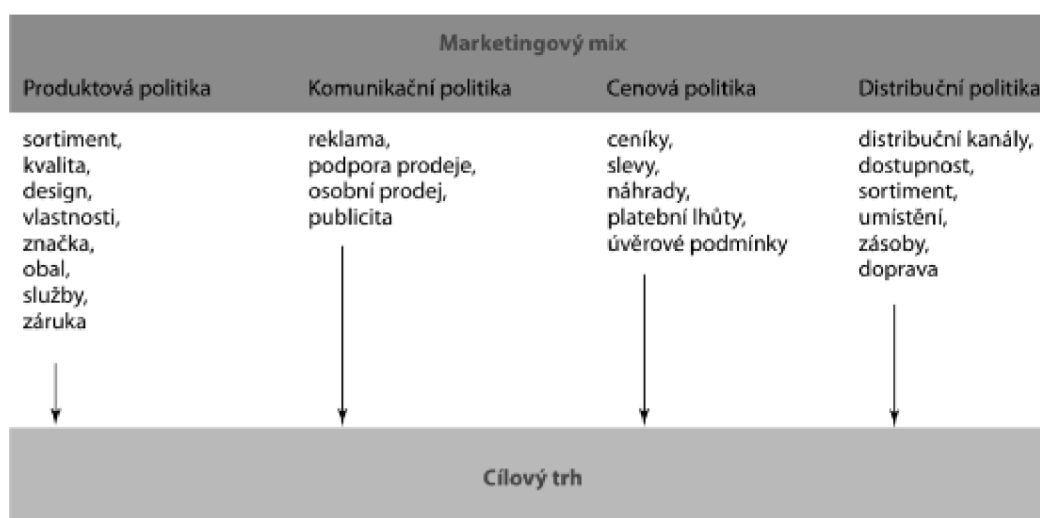 Marketingový mix
Produktová politika
Komunikační politika
Cenová politika
Distribuční politika
sortiment,
kvalita,
design,
vlastnosti,
značka,
obal,
služby,
záruka
reklama,
podpora prodeje,
osobní prodej,
publicita
ceníky,
slevy,
náhrady,
platební lhůty,
úvěrové podmínky
distribuční kanály,
dostupnost,
sortiment,
umístění,
zásoby,
doprava
Cílový trh